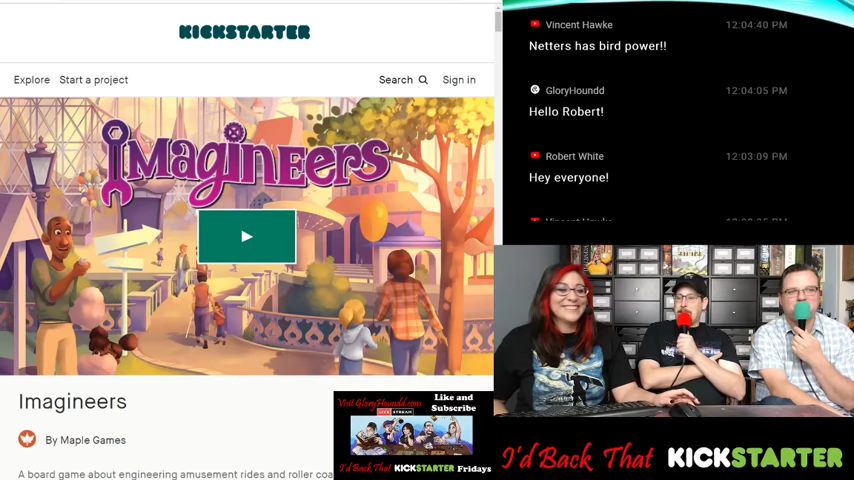 KICKSTARTER
Explore Start a project Search Sign in
iMAGiNEERS
Imagineers
By Maple Games
A board game about engineering amusement rides and roller coa
Vincent Hawke 12:04:40 PM
Netters has bird power!!
GloryHoundd 12:04:05 PM
Hello Robert!
Robert White 12:03:09 PM
Hey everyone!
Visit GloryHoundd.com
Like and
Subscribe
LIVE STREAM
I'd Back That KICKSTARTER Fridays
I'd Back That KICKSTARTER